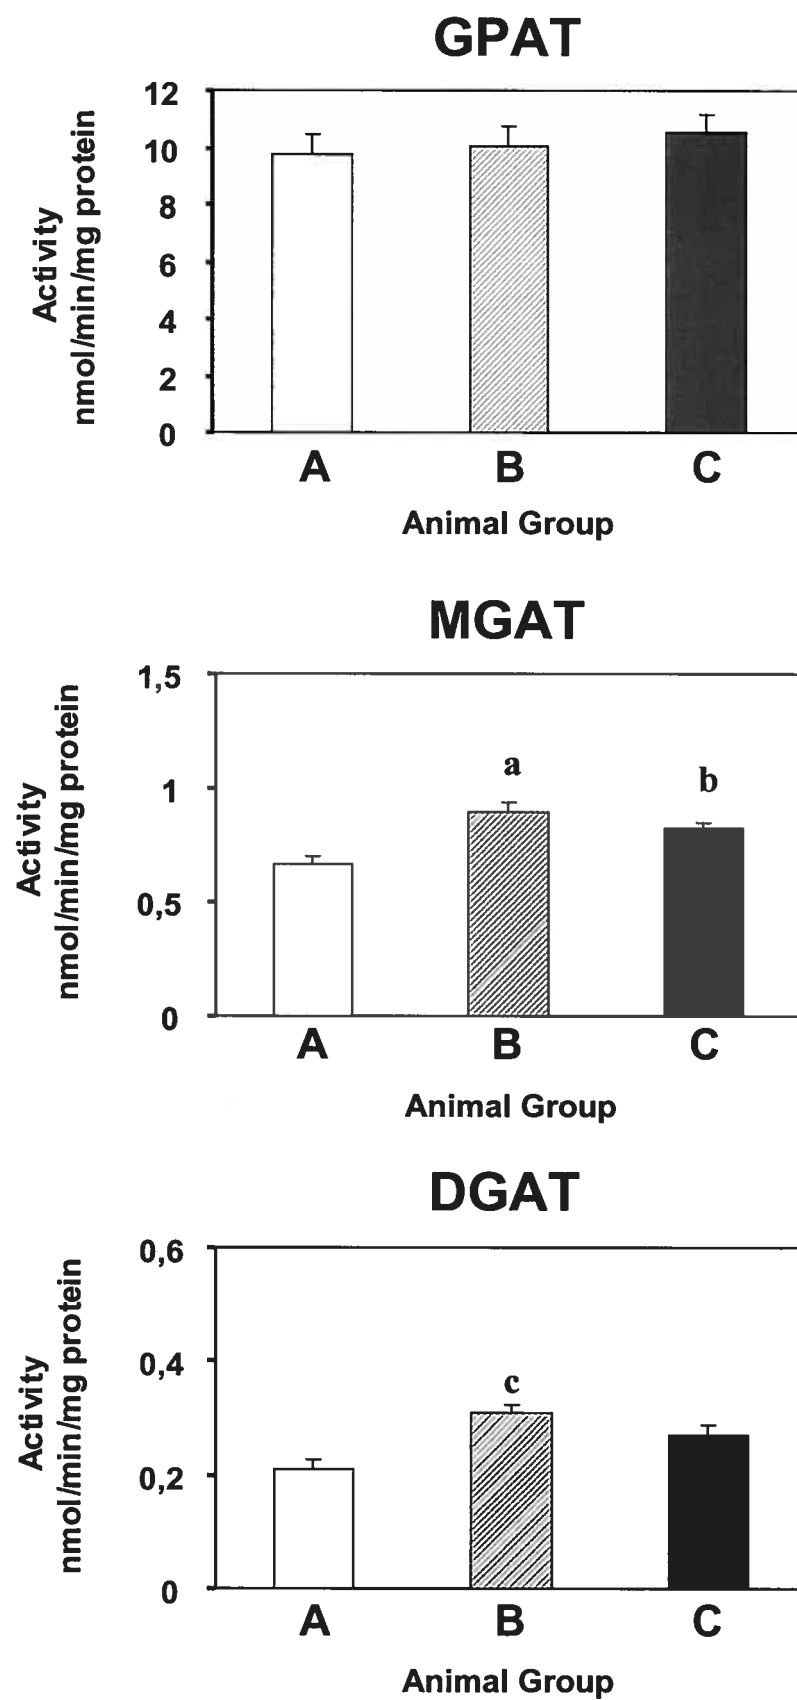 GPAT
12
10
8
6
4
2
0
Activity
nmol/min/mg protein
A B C
Animal Group
MGAT
1,5
1
0,5
0
Activity
nmol/min/mg protein
a
b
A B C
Animal Group
DGAT
0,6
0,4
0,2
0
Activity
nmol/min/mg protein
c
A B C
Animal Group